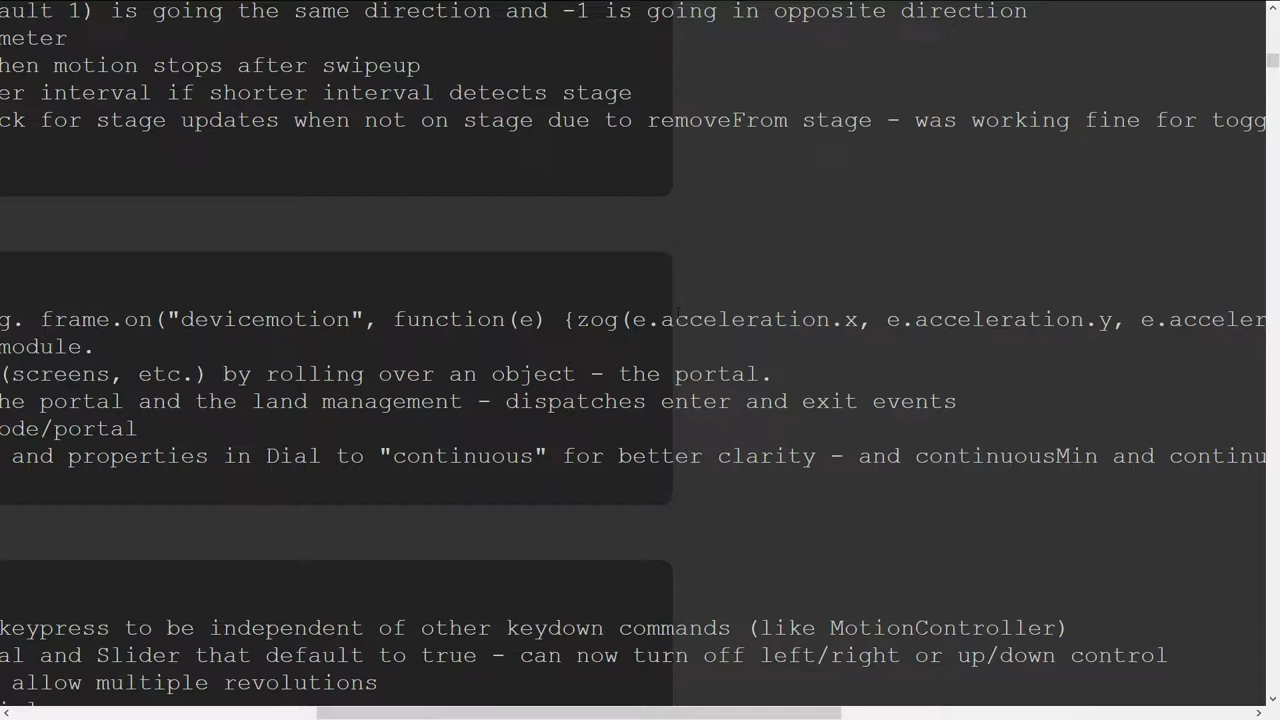 ault 1) is going the same direction and -1 is going in opposite direction
meter
hen motion stops after swipeup
er interval if shorter interval detects stage
ck for stage updates when not on stage due to removeFrom stage - was working fine for togg
g. frame.on("devicemotion", function(e) {zog(e.acceleration.x, e.acceleration.y, e.acceler
module.
(screens, etc.) by rolling over an object - the portal.
he portal and the land management - dispatches enter and exit events
ode/portal
and properties in Dial to "continuous" for better clarity - and continuousMin and continu
keypress to be independent of other keydown commands (like MotionController)
al and Slider that default to true - can now turn off left/right or up/down control
allow multiple revolutions